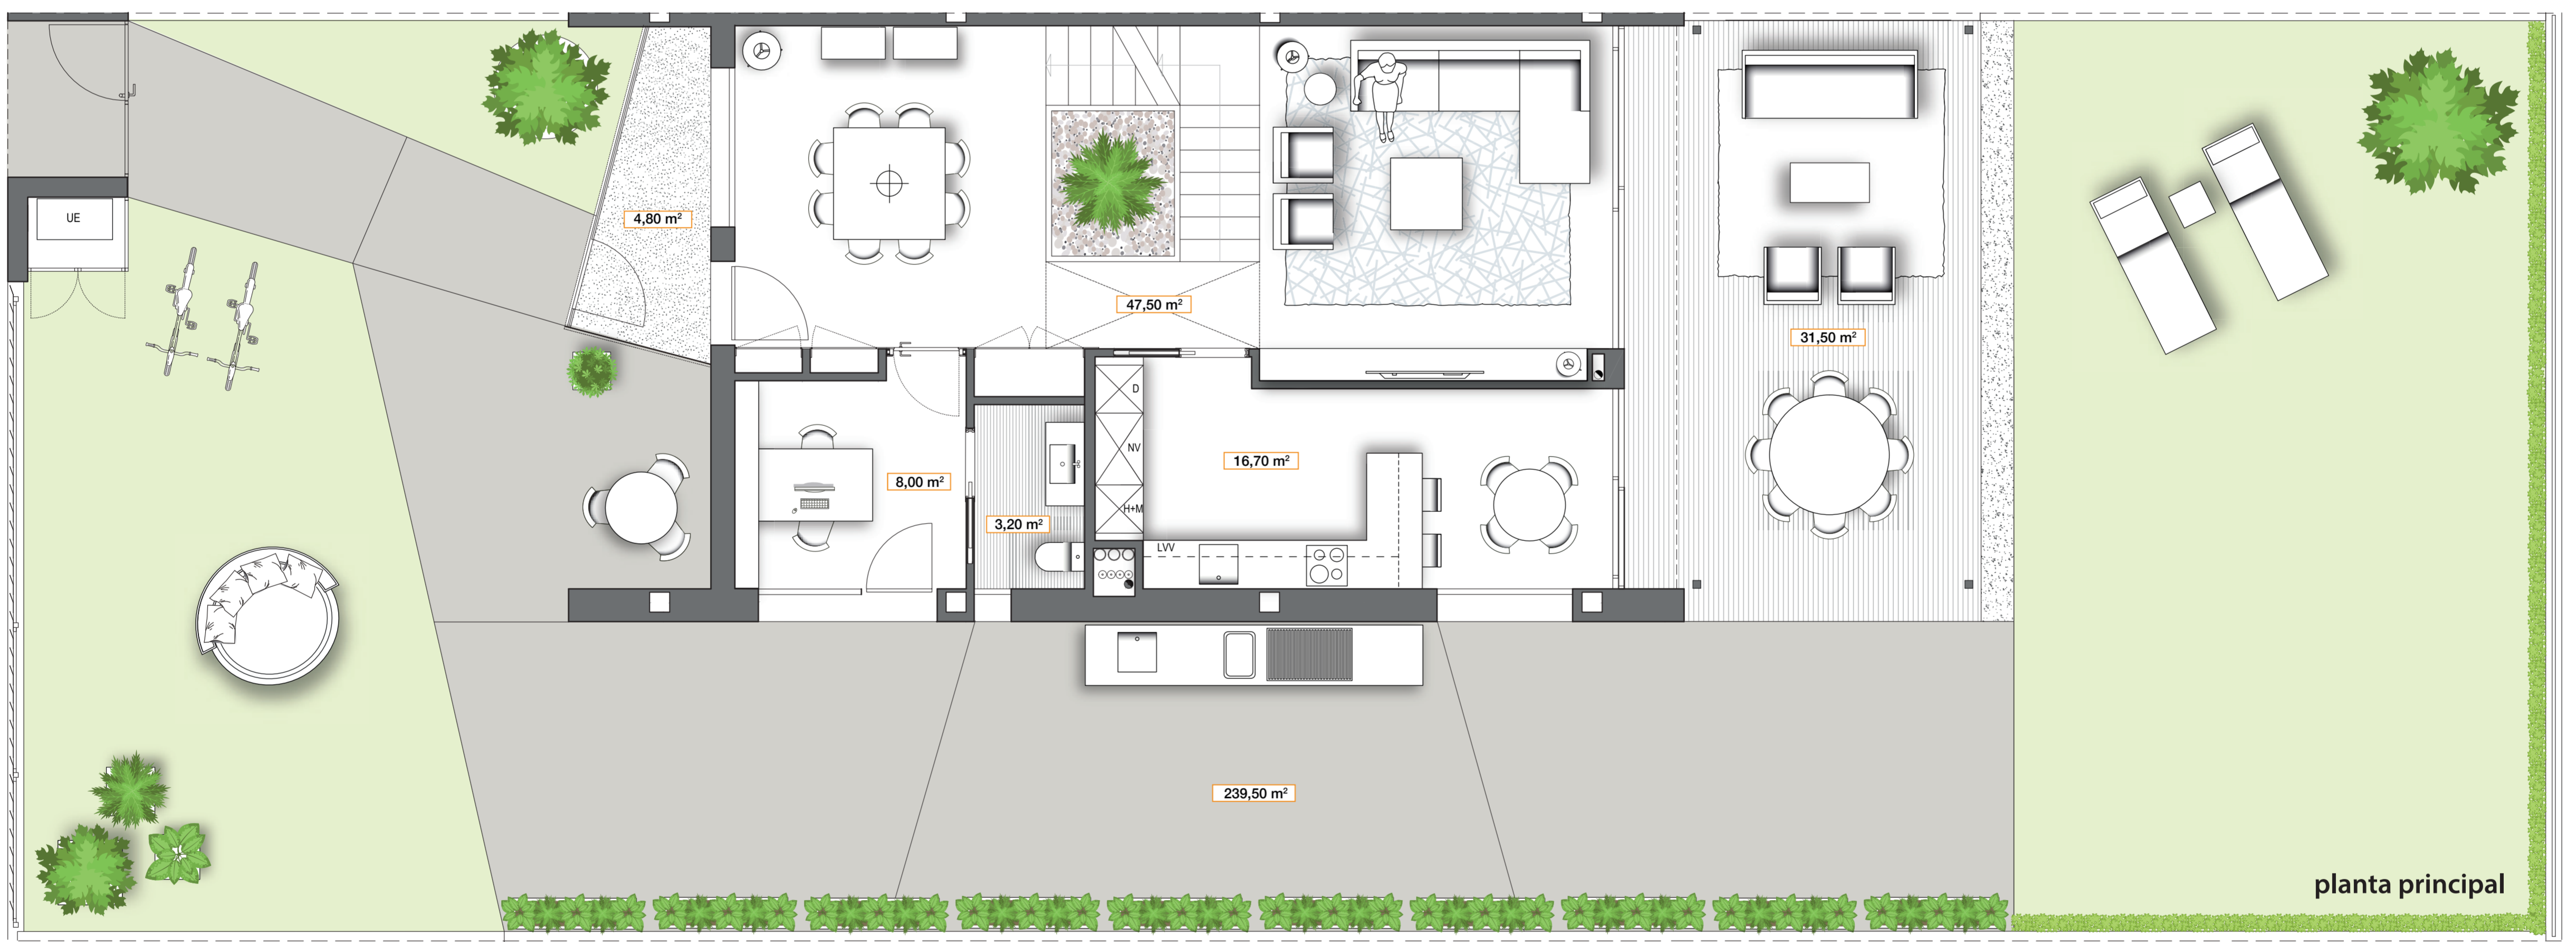 UE
4,80 m²
47,50 m²
31,50 m²
D
NV
H+M
LVV
16,70 m²
8,00 m²
3,20 m²
239,50 m²
planta principal